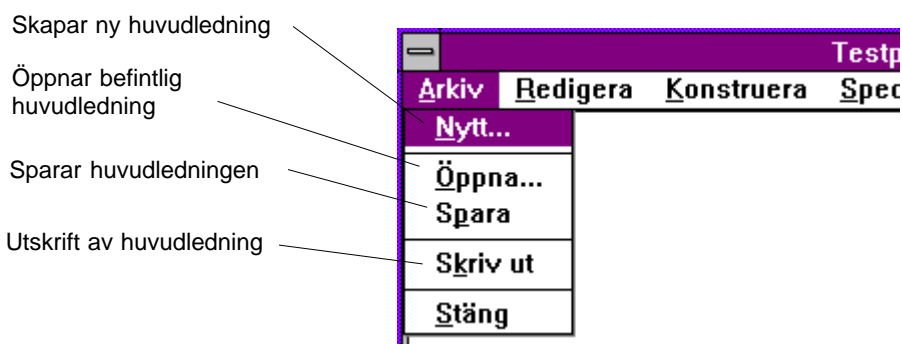 Skapar ny huvudledning
Öppnar befintlig
huvudledning
Sparar huvudledningen
Utskrift av huvudledning
Testp
Arkiv Redigera Konstruera Spec
Nytt...
Öppna...
Spara
Skriv ut
Stäng